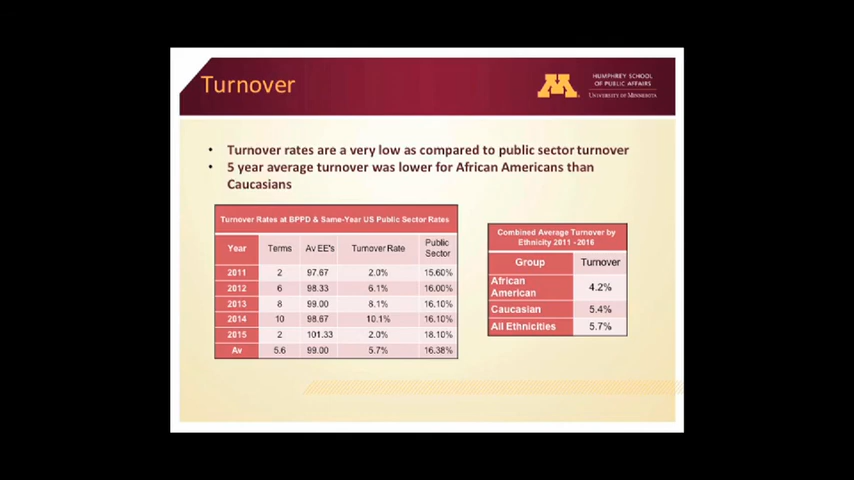 Turnover
HUMPHREY SCHOOL
OF PUBLIC AFFAIRS
UNIVERSITY OF MINNESOTA
• Turnover rates are a very low as compared to public sector turnover
• 5 year average turnover was lower for African Americans than
Caucasians
Turnover Rates at BPPD & Same-Year US Public Sector Rates
Year Terms Av EE's Turnover Rate Public Sector
2011 2 97.67 2.0% 15.60%
2012 6 98.33 6.1% 16.00%
2013 8 99.00 8.1% 16.10%
2014 10 98.67 10.1% 16.10%
2015 2 101.33 2.0% 18.10%
Av 5.6 99.00 5.7% 16.38%
Combined Average Turnover by
Ethnicity 2011 -2016
Group Turnover
African
American 4.2%
Caucasian 5.4%
All Ethnicities 5.7%